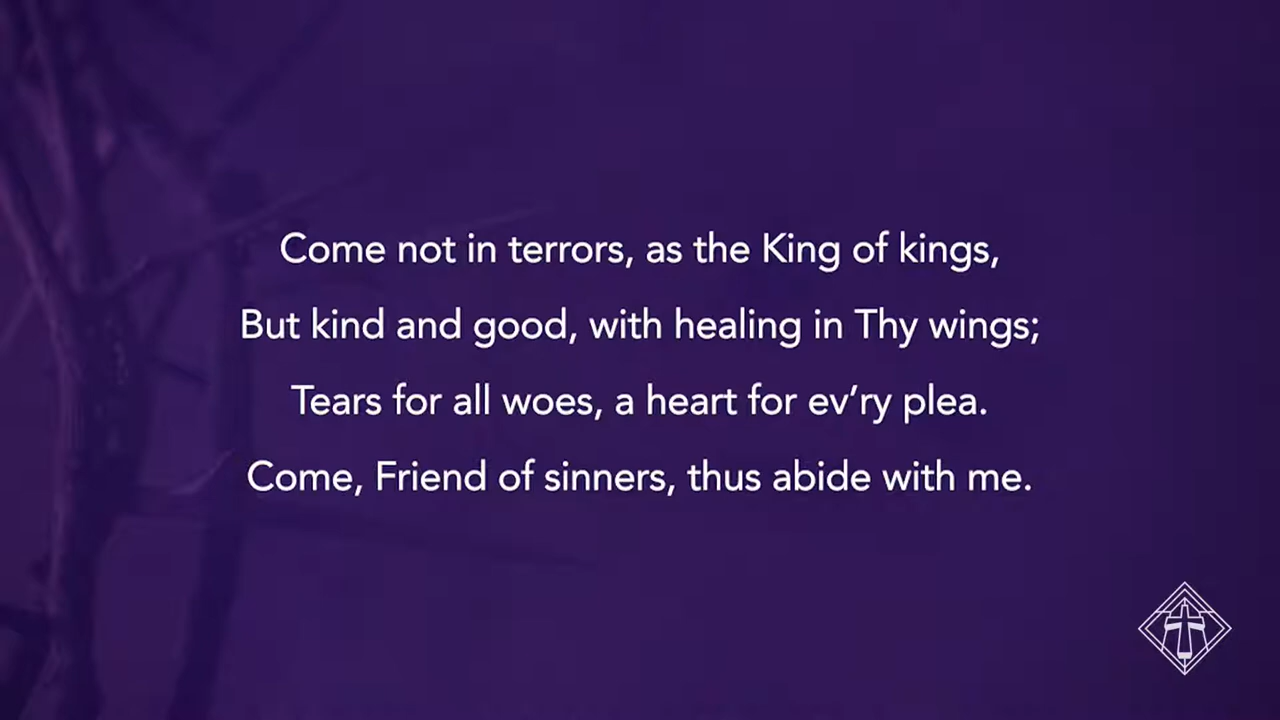 Come not in terrors, as the King of kings,
But kind and good, with healing in Thy wings;
Tears for all woes, a heart for ev’ry plea.
Come, Friend of sinners, thus abide with me.